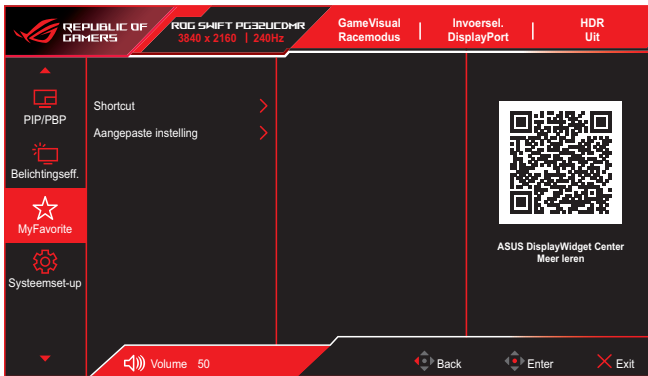 REPUBLIC OF
GAMERS
ROG SWIFT PG32UCDMR
3840 x 2160 | 240Hz
GameVisual
Racemodus
Invoersel.
DisplayPort
HDR
Uit
PIP/PBP
Belichtingseff.
MyFavorite
Systeemset-up
Shortcut
Aangepaste instelling
ASUS DisplayWidget Center
Meer leren
Volume 50
Back
Enter
Exit